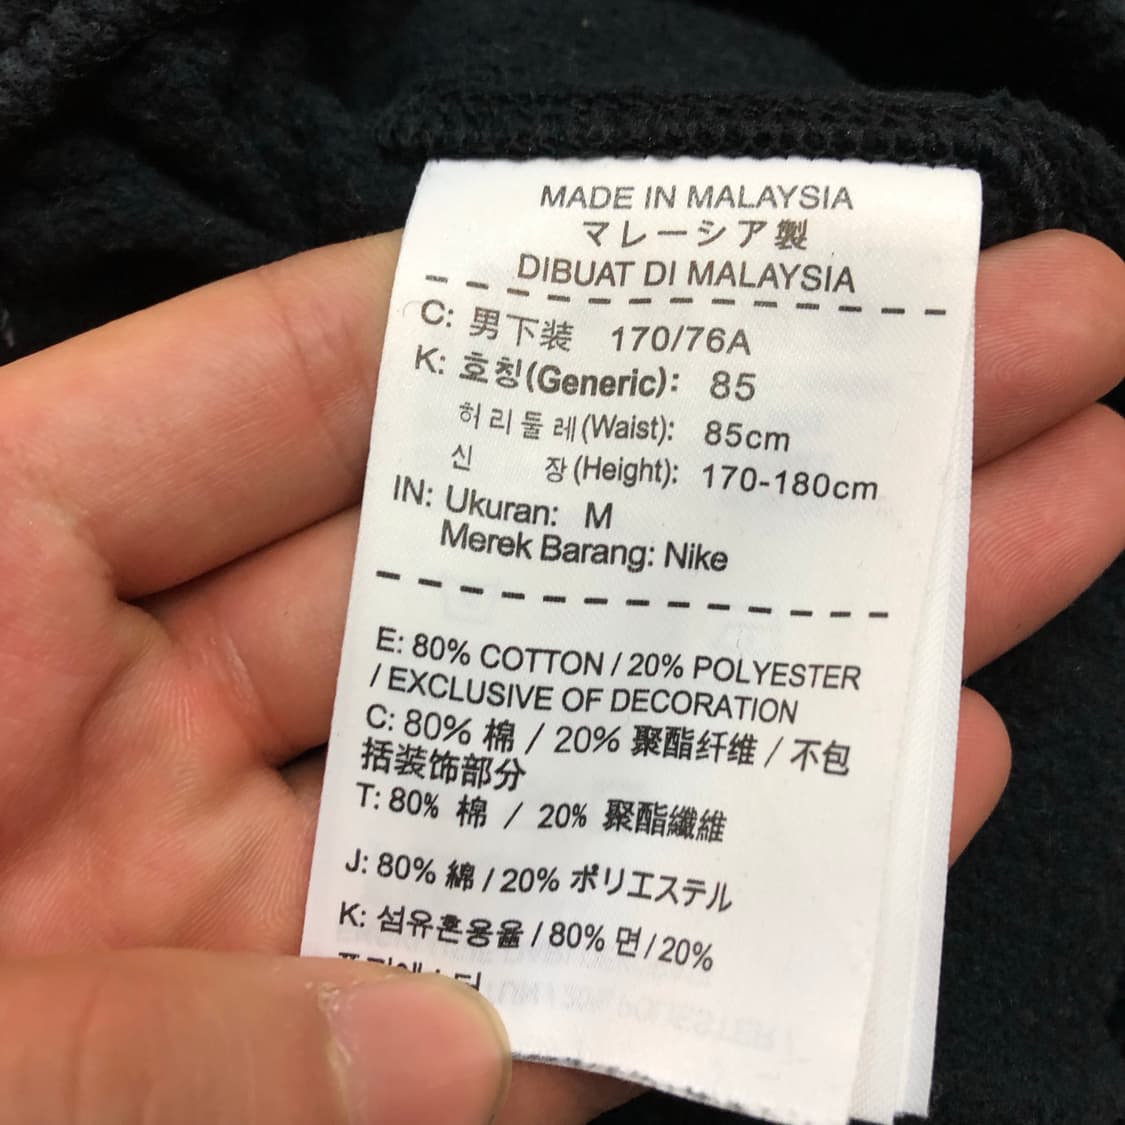 MADE IN MALAYSIA
マレーシア製
DIBUAT DI MALAYSIA
C: 男下装 170/76A
K: 호칭(Generic): 85
허리둘레(Waist): 85cm
신 장(Height): 170-180cm
IN: Ukuran: M
Merek Barang: Nike
E: 80% COTTON / 20% POLYESTER
/ EXCLUSIVE OF DECORATION
C: 80% 棉 / 20% 聚酯纤维 / 不包
括装饰部分
T: 80% 棉 / 20% 聚酯纖維
J: 80% 綿 / 20% ポリエステル
K: 섬유혼용율 / 80% 면 / 20%